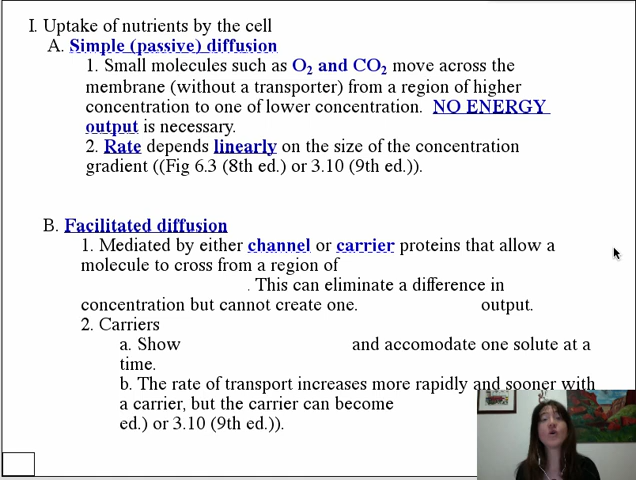 I. Uptake of nutrients by the cell
A. Simple (passive) diffusion
1. Small molecules such as O₂ and CO₂ move across the
membrane (without a transporter) from a region of higher
concentration to one of lower concentration. NO ENERGY
output is necessary.
2. Rate depends linearly on the size of the concentration
gradient ((Fig 6.3 (8th ed.) or 3.10 (9th ed.)).
B. Facilitated diffusion
1. Mediated by either channel or carrier proteins that allow a
molecule to cross from a region of
. This can eliminate a difference in
concentration but cannot create one. output.
2. Carriers
a. Show and accomodate one solute at a
time.
b. The rate of transport increases more rapidly and sooner with
a carrier, but the carrier can become
ed.) or 3.10 (9th ed.)).